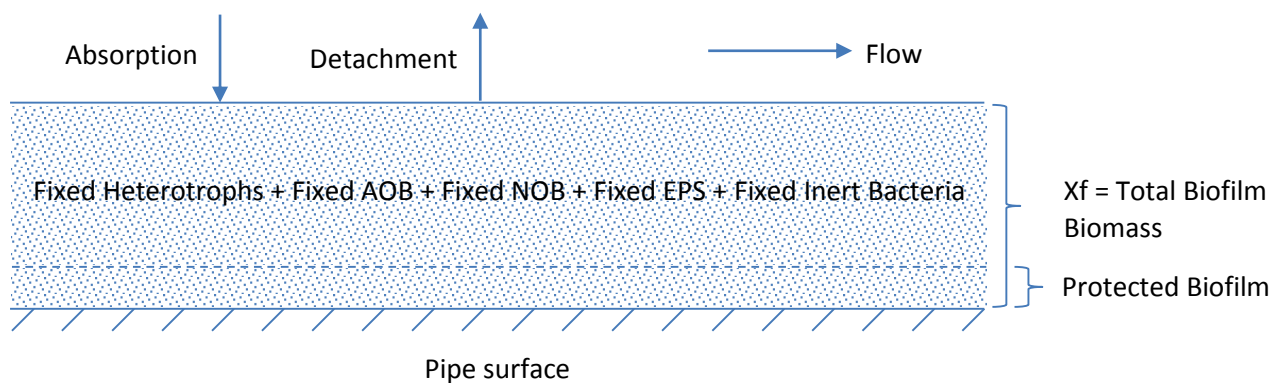 Absorption
Detachment
Flow
Fixed Heterotrophs + Fixed AOB + Fixed NOB + Fixed EPS + Fixed Inert Bacteria
Xf = Total Biofilm
Biomass
Protected Biofilm
Pipe surface